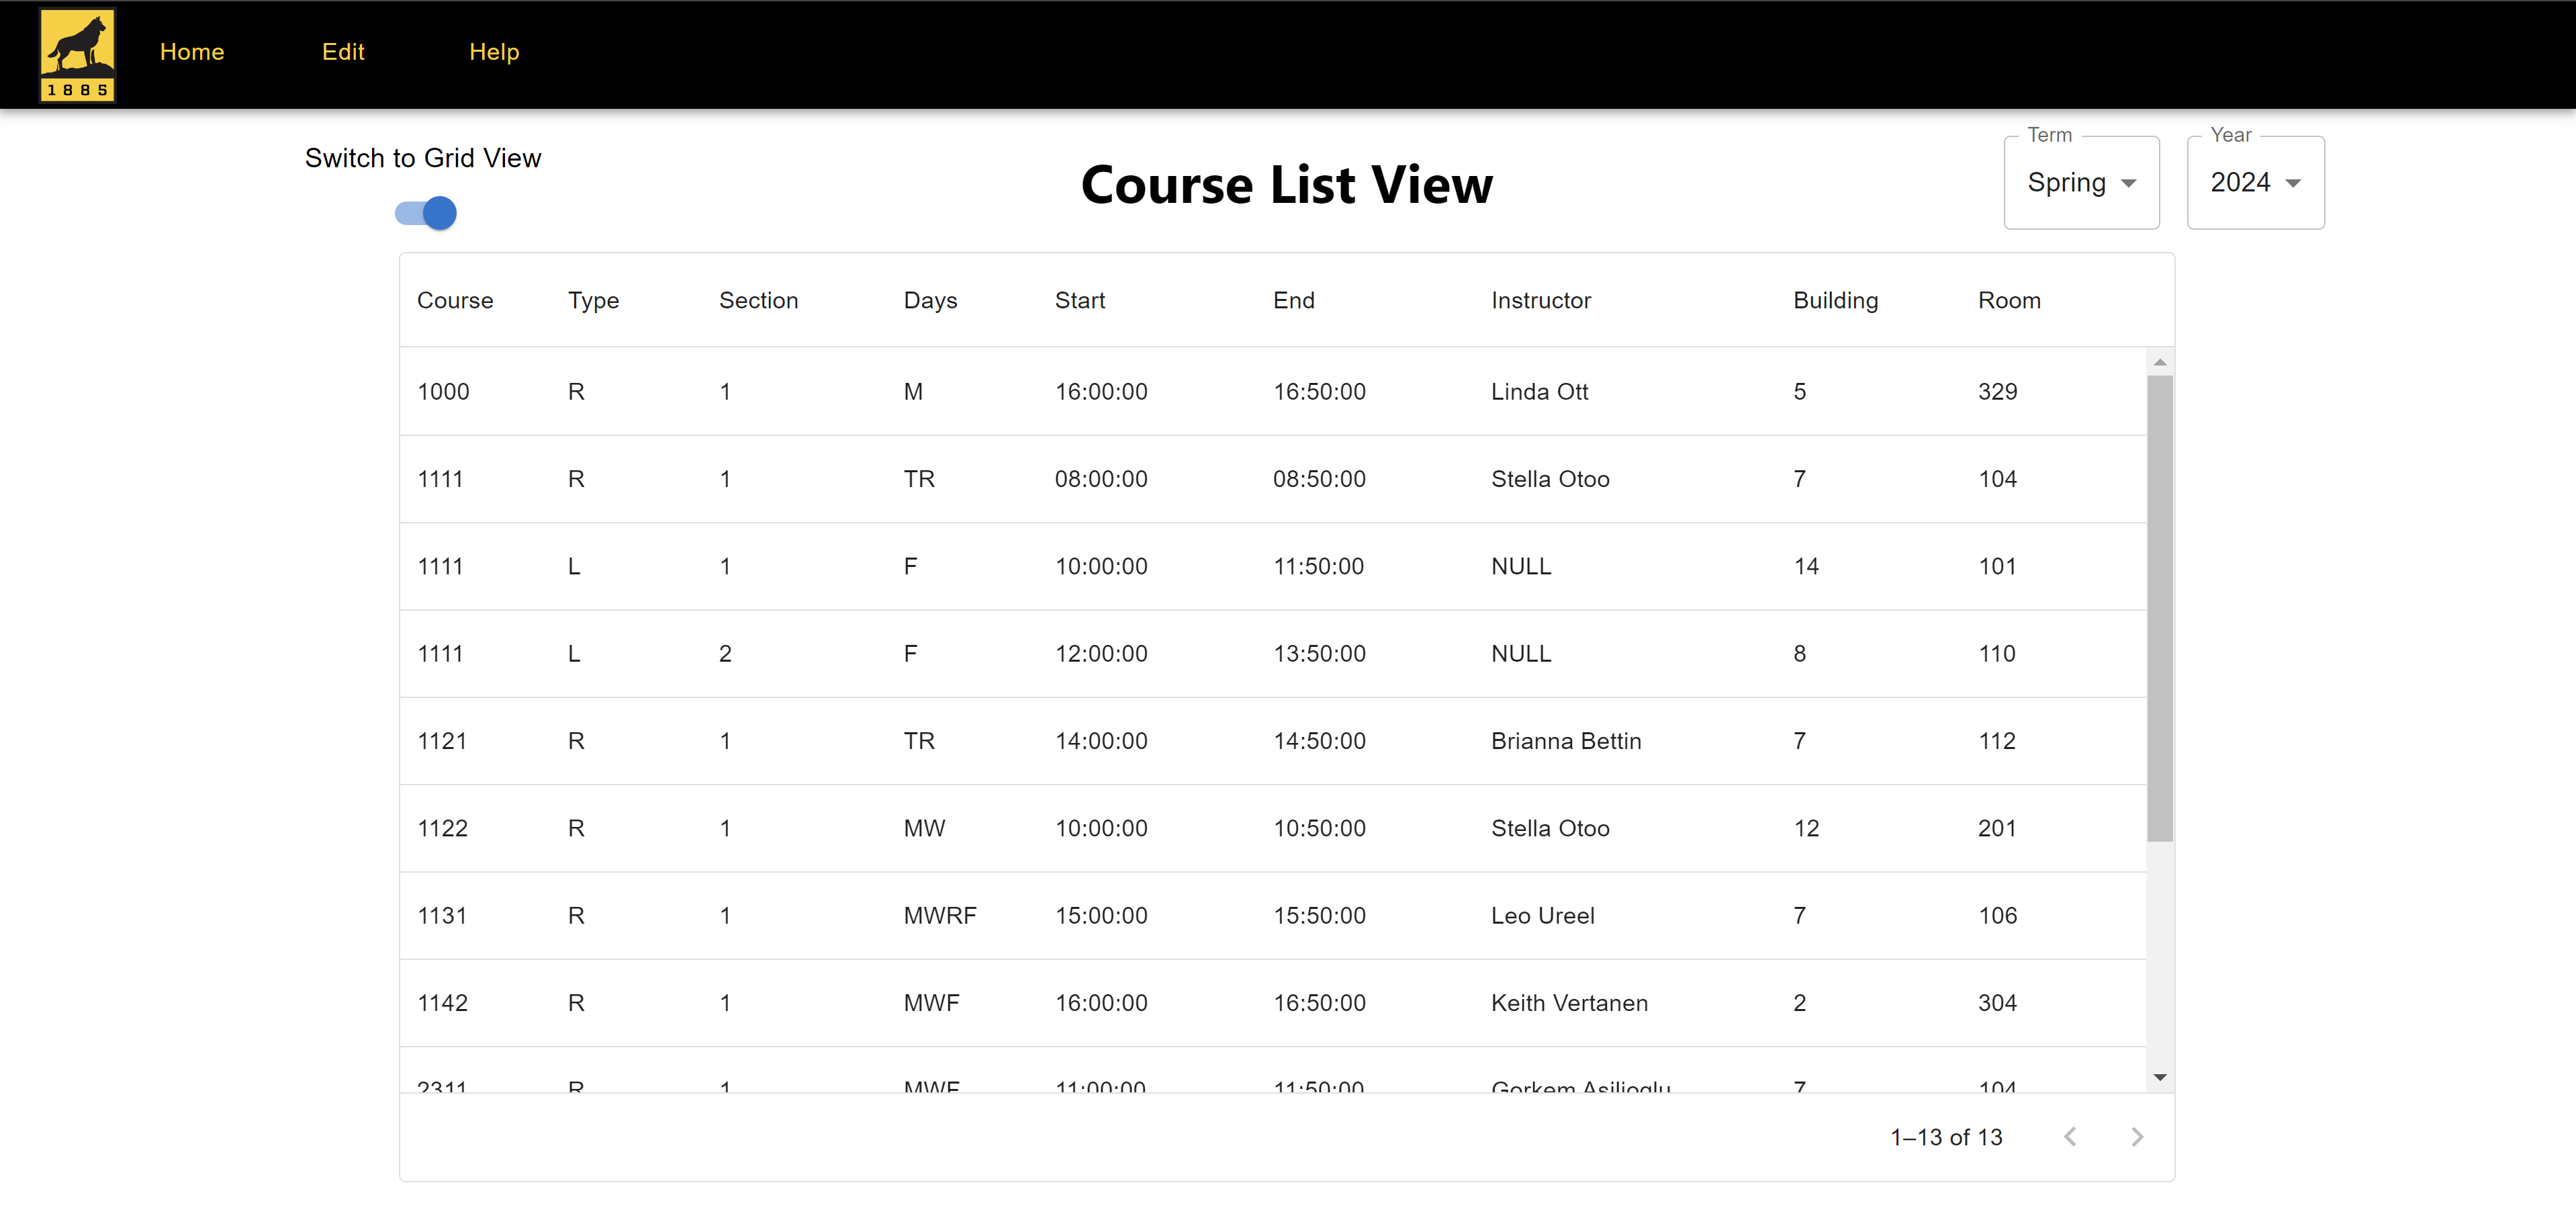 Home Edit Help
1885
Switch to Grid View
Course List View
Term
Spring
Year
2024
Course Type Section Days Start End Instructor Building Room
1000 R 1 M 16:00:00 16:50:00 Linda Ott 5 329
1111 R 1 TR 08:00:00 08:50:00 Stella Otoo 7 104
1111 L 1 F 10:00:00 11:50:00 NULL 14 101
1111 L 2 F 12:00:00 13:50:00 NULL 8 110
1121 R 1 TR 14:00:00 14:50:00 Brianna Bettin 7 112
1122 R 1 MW 10:00:00 10:50:00 Stella Otoo 12 201
1131 R 1 MWRF 15:00:00 15:50:00 Leo Ureel 7 106
1142 R 1 MWF 16:00:00 16:50:00 Keith Vertanen 2 304
2311 R 1 MWF 11:00:00 11:50:00 Gorkem Asilioglu 7 104
1–13 of 13